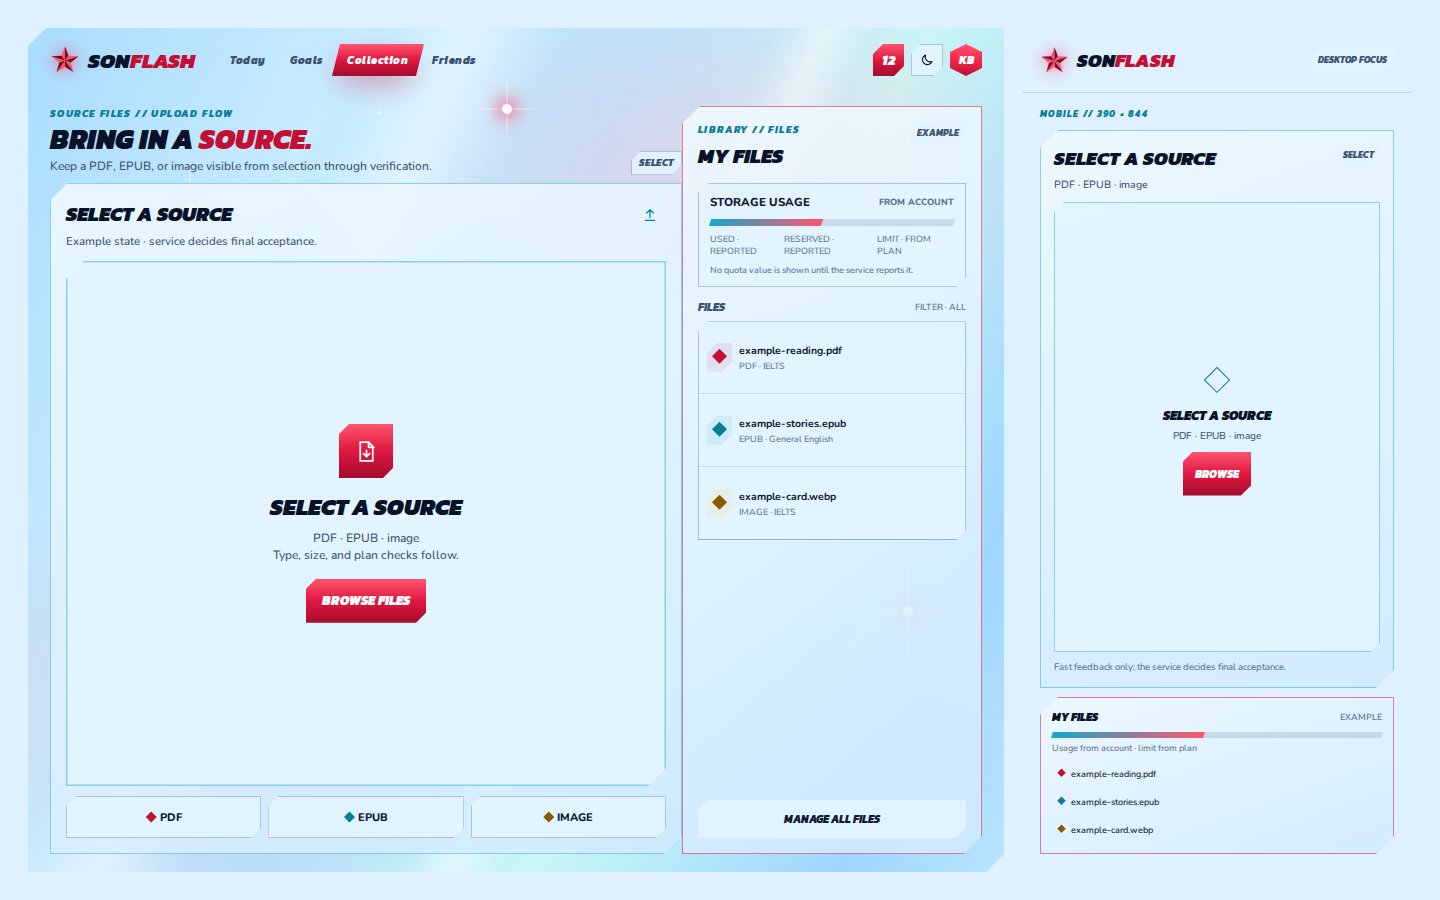 SONFLASH
Today Goals Collection Friends
12
KB
SOURCE FILES // UPLOAD FLOW
BRING IN A SOURCE.
Keep a PDF, EPUB, or image visible from selection through verification.
SELECT
SELECT A SOURCE
Example state · service decides final acceptance.
SELECT A SOURCE
PDF · EPUB · image
Type, size, and plan checks follow.
BROWSE FILES
PDF
EPUB
IMAGE
LIBRARY // FILES
EXAMPLE
MY FILES
STORAGE USAGE
FROM ACCOUNT
USED · REPORTED
RESERVED · REPORTED
LIMIT · FROM PLAN
No quota value is shown until the service reports it.
FILES
FILTER · ALL
example-reading.pdf
PDF · IELTS
example-stories.epub
EPUB · General English
example-card.webp
IMAGE · IELTS
MANAGE ALL FILES
SONFLASH
DESKTOP FOCUS
MOBILE // 390 × 844
SELECT A SOURCE
SELECT
PDF · EPUB · image
SELECT A SOURCE
PDF · EPUB · image
BROWSE
Fast feedback only; the service decides final acceptance.
MY FILES
EXAMPLE
Usage from account · limit from plan
example-reading.pdf
example-stories.epub
example-card.webp